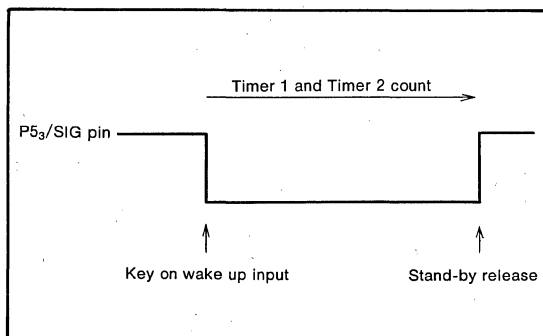 Timer 1 and Timer 2 count
P5₃/SIG pin
Key on wake up input
Stand-by release